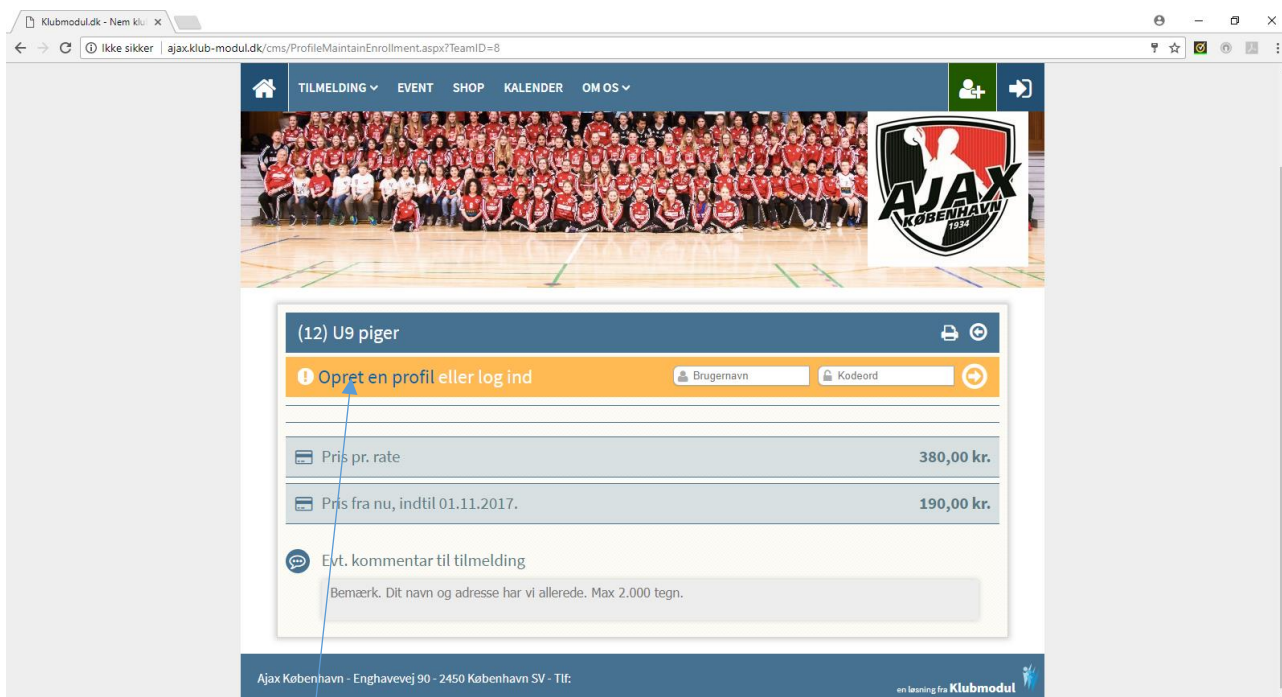 Klubmodul.dk - Nem klu
Ikke sikker | ajax.klub-modul.dk/cms/ProfileMaintainEnrollment.aspx?TeamID=8
TILMELDING EVENT SHOP KALENDER OM OS
AJAX
KØBENHAVN
1934
(12) U9 piger
Opret en profil eller log ind Brugernavn Kodeord
Pris pr. rate 380,00 kr.
Pris fra nu, indtil 01.11.2017. 190,00 kr.
Evt. kommentar til tilmelding
Bemærk. Dit navn og adresse har vi allerede. Max 2.000 tegn.
Ajax København - Enghavevej 90 - 2450 København SV - Tlf:
en løsning fra Klubmodul